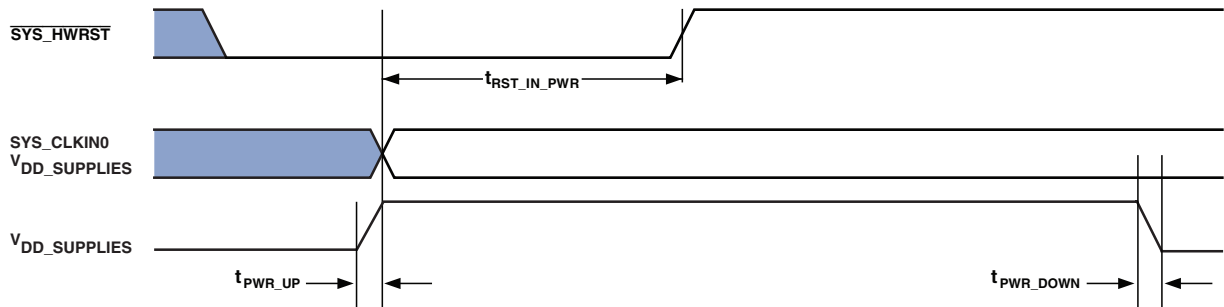 SYS_HWRST
tRST_IN_PWR
SYS_CLKIN0
VDD_SUPPLIES
VDD_SUPPLIES
tPWR_UP
tPWR_DOWN